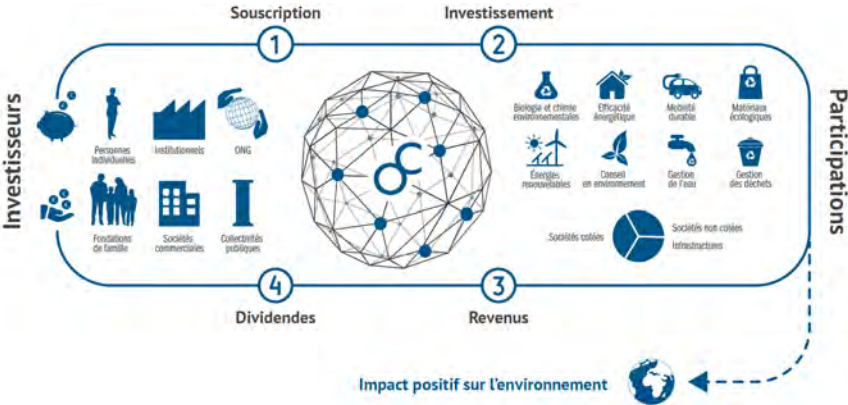 Souscription
Investissement
1
2
Investisseurs
Participations
Personnes
individuelles
Institutionnels
ONG
Fondations
de famille
Sociétés
commerciales
Collectivités
publiques
Biologie et chimie
environnementales
Efficacité
énergétique
Mobilité
durable
Matériaux
écologiques
Énergies
renouvelables
Conseil
en environnement
Gestion
de l'eau
Gestion
des déchets
Sociétés cotées
Sociétés non cotées
Infrastructures
4
3
Dividendes
Revenus
Impact positif sur l'environnement